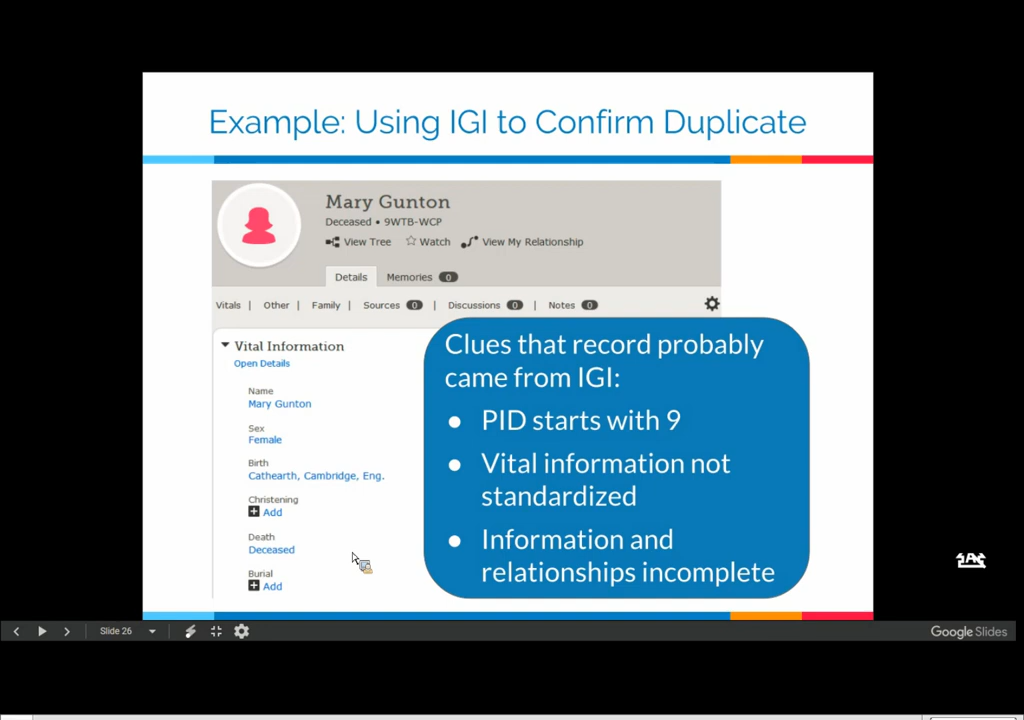 Example: Using IGI to Confirm Duplicate
Mary Gunton
Deceased • 9WTB-WCP
View Tree Watch View My Relationship
Details Memories 0
Vitals | Other | Family | Sources 0 | Discussions 0 | Notes 0
Vital Information
Open Details
Name
Mary Gunton
Sex
Female
Birth
Cathearth, Cambridge, Eng.
Christening
Add
Death
Deceased
Burial
Add
Clues that record probably
came from IGI:
● PID starts with 9
● Vital information not
standardized
● Information and
relationships incomplete
Slide 26
Google Slides